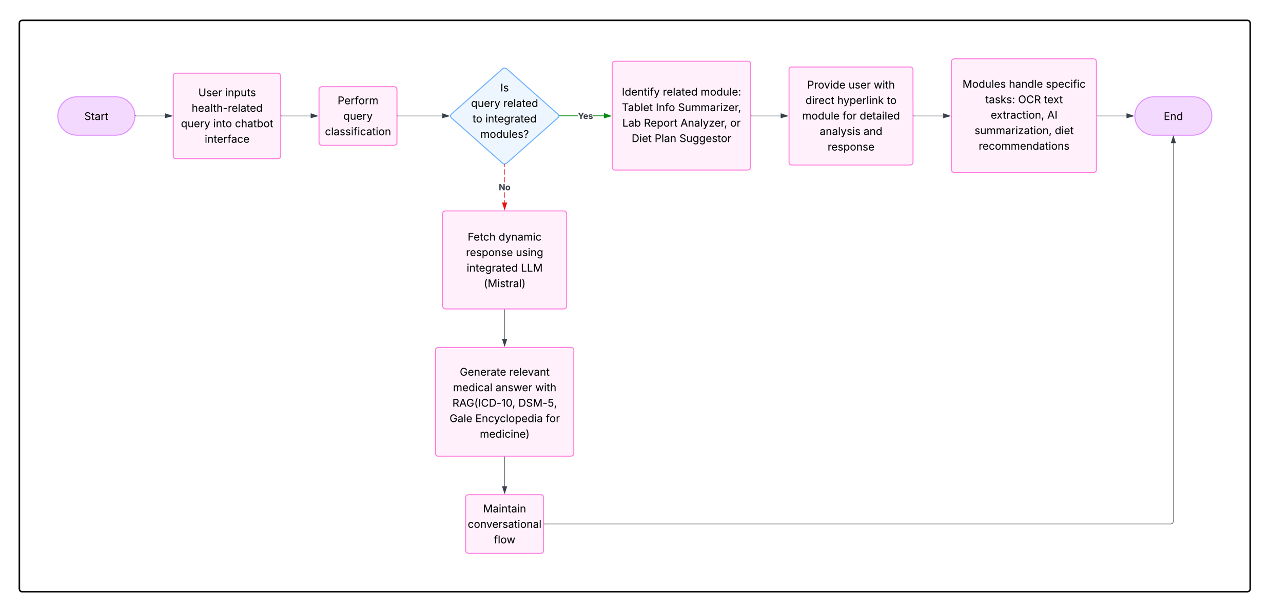 Start
User inputs
health-related
query into chatbot
interface
Perform
query
classification
Is
query related
to integrated
modules?
Yes
Identify related module:
Tablet Info Summarizer,
Lab Report Analyzer, or
Diet Plan Suggestor
Provide user with
direct hyperlink to
module for detailed
analysis and
response
Modules handle specific
tasks: OCR text
extraction, AI
summarization, diet
recommendations
End
No
Fetch dynamic
response using
integrated LLM
(Mistral)
Generate relevant
medical answer with
RAG(ICD-10, DSM-5,
Gale Encyclopedia for
medicine)
Maintain
conversational
flow